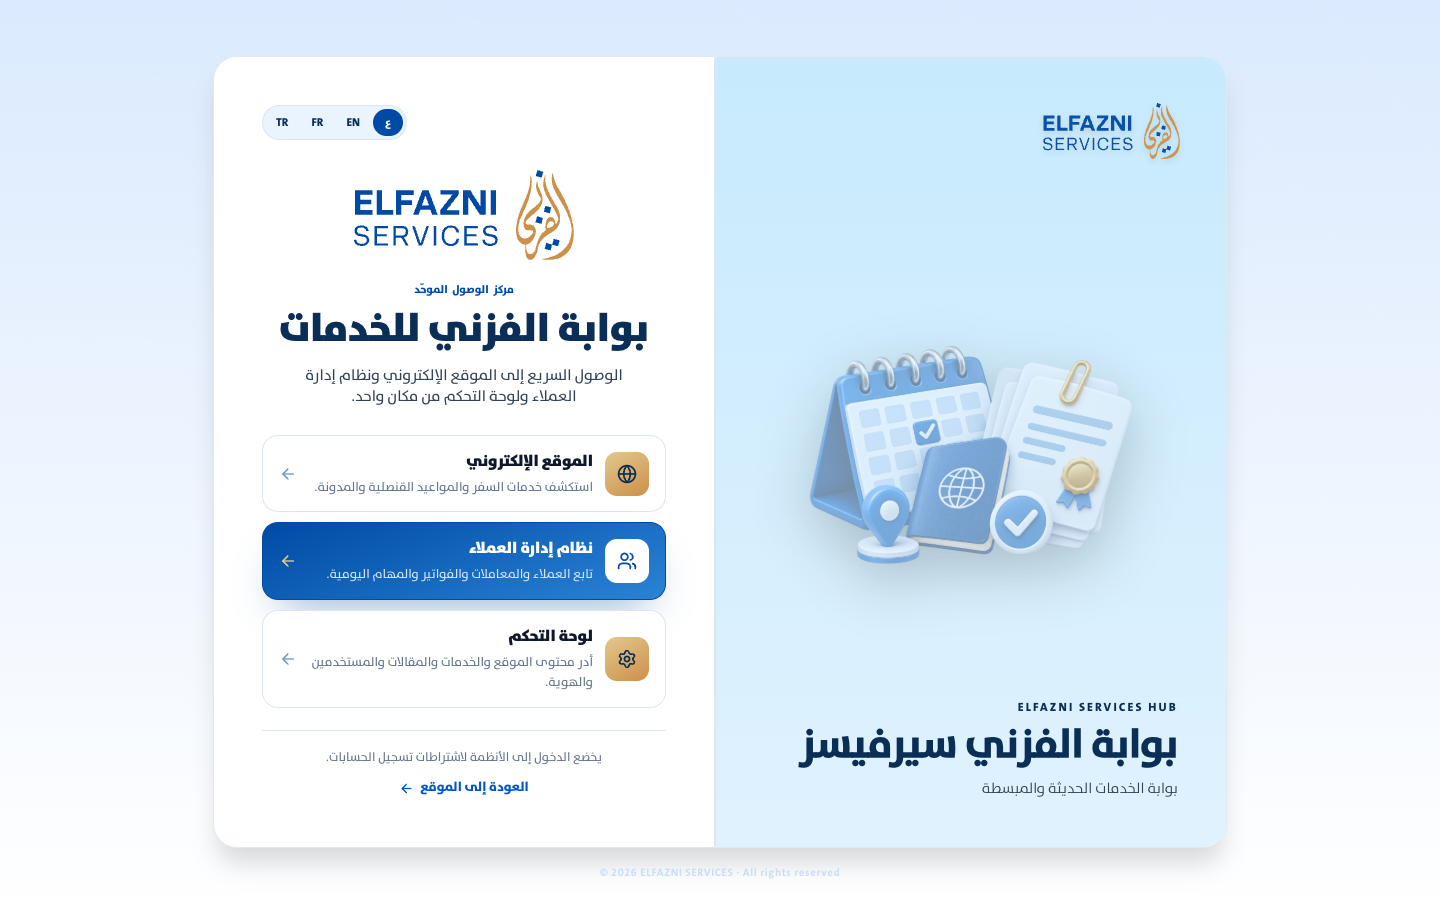 ELFAZNI
SERVICES
ELFAZNI SERVICES HUB
بوابة الفزني سيرفيسز
بوابة الخدمات الحديثة والمبسطة
ع EN FR TR
ELFAZNI
SERVICES
مركز الوصول الموحّد
بوابة الفزني للخدمات
الوصول السريع إلى الموقع الإلكتروني ونظام إدارة
العملاء ولوحة التحكم من مكان واحد.
الموقع الإلكتروني
استكشف خدمات السفر والمواعيد القنصلية والمدونة.
نظام إدارة العملاء
تابع العملاء والمعاملات والفواتير والمهام اليومية.
لوحة التحكم
أدر محتوى الموقع والخدمات والمقالات والمستخدمين
والهوية.
يخضع الدخول إلى الأنظمة لاشتراطات تسجيل الحسابات.
العودة إلى الموقع
© 2026 ELFAZNI SERVICES · All rights reserved